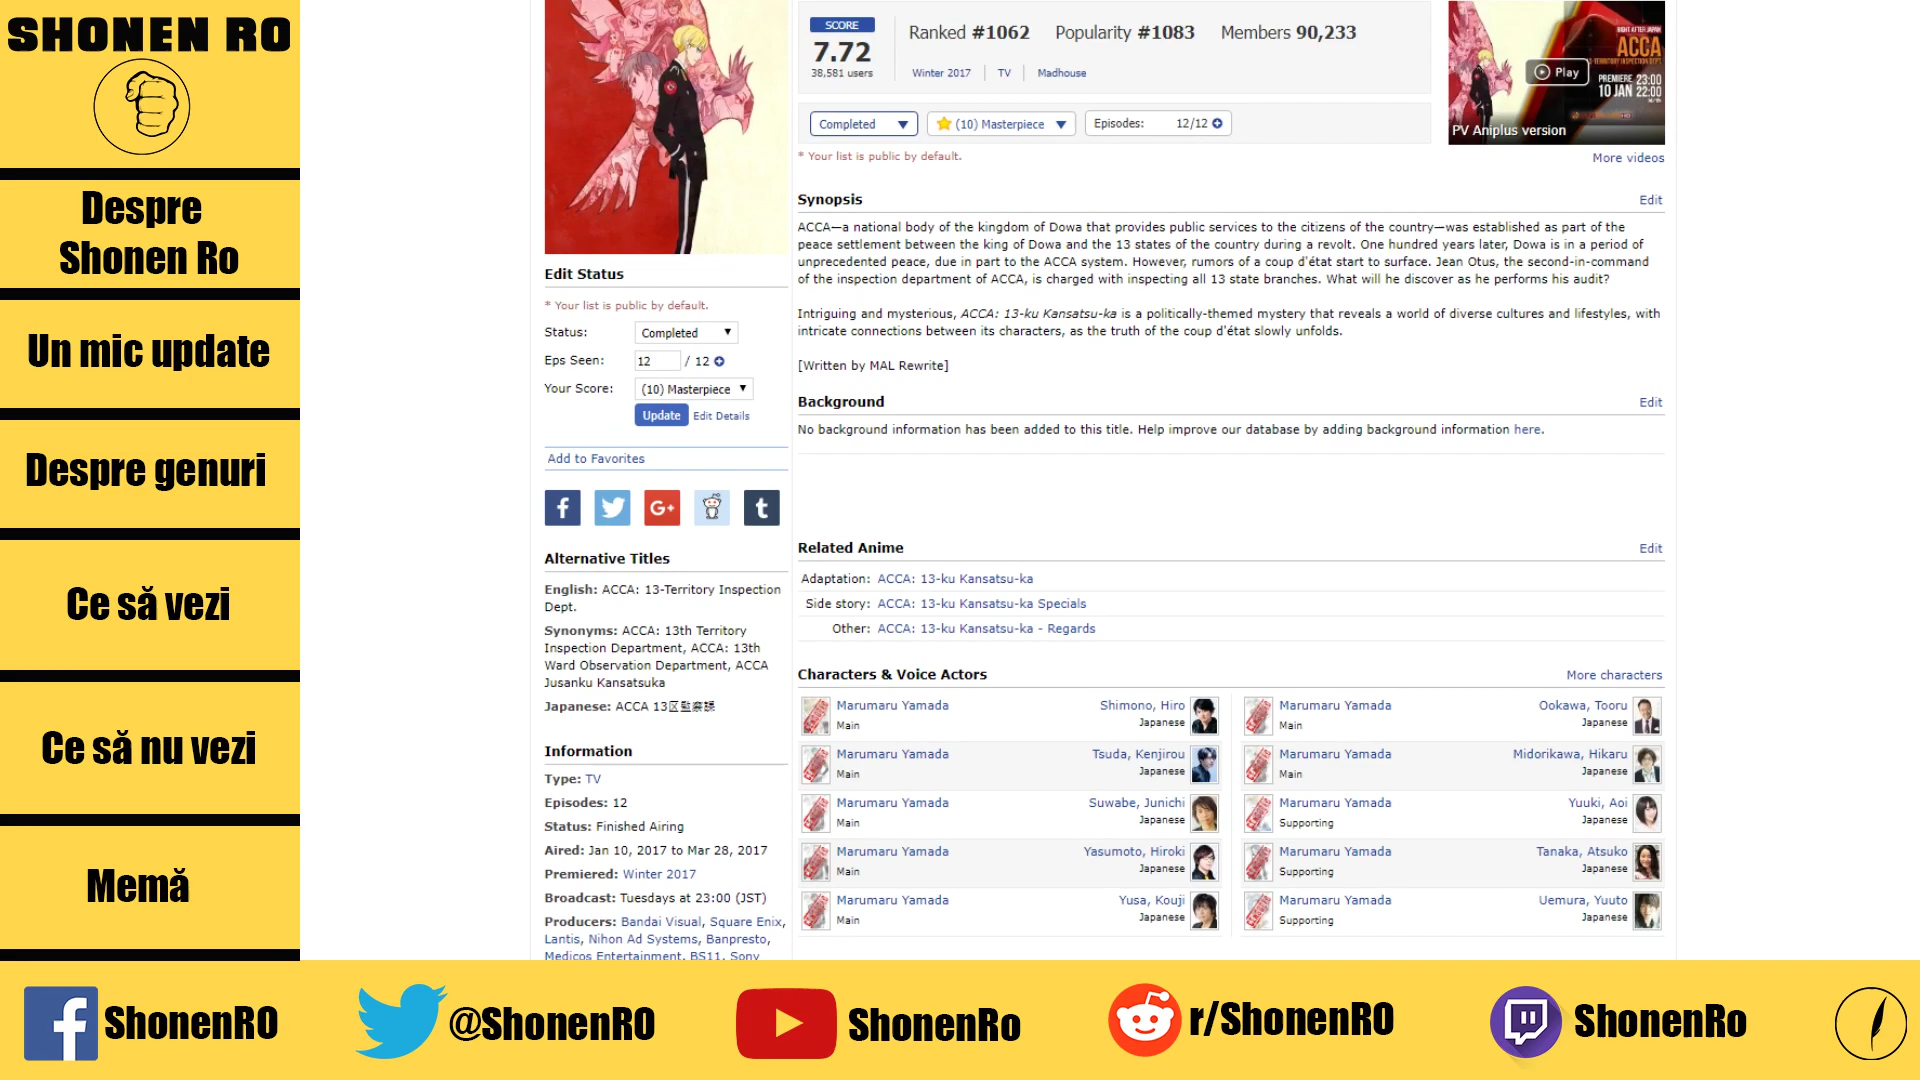 SHONEN RO
Despre
Shonen Ro
Un mic update
Despre genuri
Ce să vezi
Ce să nu vezi
Memă
SCORE
7.72
38,581 users
Ranked #1062 Popularity #1083 Members 90,233
Winter 2017 TV Madhouse
Completed (10) Masterpiece Episodes: 12/12
* Your list is public by default.
RIGHT AFTER JAPAN
ACCA
Play
PREMIERE 23:00
10 JAN 22:00
PV Aniplus version
More videos
Edit Status
* Your list is public by default.
Status: Completed
Eps Seen: 12 / 12
Your Score: (10) Masterpiece
Update Edit Details
Add to Favorites
Alternative Titles
English: ACCA: 13-Territory Inspection
Dept.
Synonyms: ACCA: 13th Territory
Inspection Department, ACCA: 13th
Ward Observation Department, ACCA
Jusanku Kansatsuka
Japanese: ACCA 13区監察課
Information
Type: TV
Episodes: 12
Status: Finished Airing
Aired: Jan 10, 2017 to Mar 28, 2017
Premiered: Winter 2017
Broadcast: Tuesdays at 23:00 (JST)
Producers: Bandai Visual, Square Enix,
Lantis, Nihon Ad Systems, Banpresto,
Medicos Entertainment, BS11, Sony
Synopsis Edit
ACCA—a national body of the kingdom of Dowa that provides public services to the citizens of the country—was established as part of the
peace settlement between the king of Dowa and the 13 states of the country during a revolt. One hundred years later, Dowa is in a period of
unprecedented peace, due in part to the ACCA system. However, rumors of a coup d'état start to surface. Jean Otus, the second-in-command
of the inspection department of ACCA, is charged with inspecting all 13 state branches. What will he discover as he performs his audit?
Intriguing and mysterious, ACCA: 13-ku Kansatsu-ka is a politically-themed mystery that reveals a world of diverse cultures and lifestyles, with
intricate connections between its characters, as the truth of the coup d'état slowly unfolds.
[Written by MAL Rewrite]
Background Edit
No background information has been added to this title. Help improve our database by adding background information here.
Related Anime Edit
Adaptation: ACCA: 13-ku Kansatsu-ka
Side story: ACCA: 13-ku Kansatsu-ka Specials
Other: ACCA: 13-ku Kansatsu-ka - Regards
Characters & Voice Actors More characters
Marumaru Yamada Shimono, Hiro
Main Japanese
Marumaru Yamada Ookawa, Tooru
Main Japanese
Marumaru Yamada Tsuda, Kenjirou
Main Japanese
Marumaru Yamada Midorikawa, Hikaru
Main Japanese
Marumaru Yamada Suwabe, Junichi
Main Japanese
Marumaru Yamada Yuuki, Aoi
Supporting Japanese
Marumaru Yamada Yasumoto, Hiroki
Main Japanese
Marumaru Yamada Tanaka, Atsuko
Supporting Japanese
Marumaru Yamada Yusa, Kouji
Main Japanese
Marumaru Yamada Uemura, Yuuto
Supporting Japanese
ShonenRO
@ShonenRO
ShonenRo
r/ShonenRO
ShonenRo